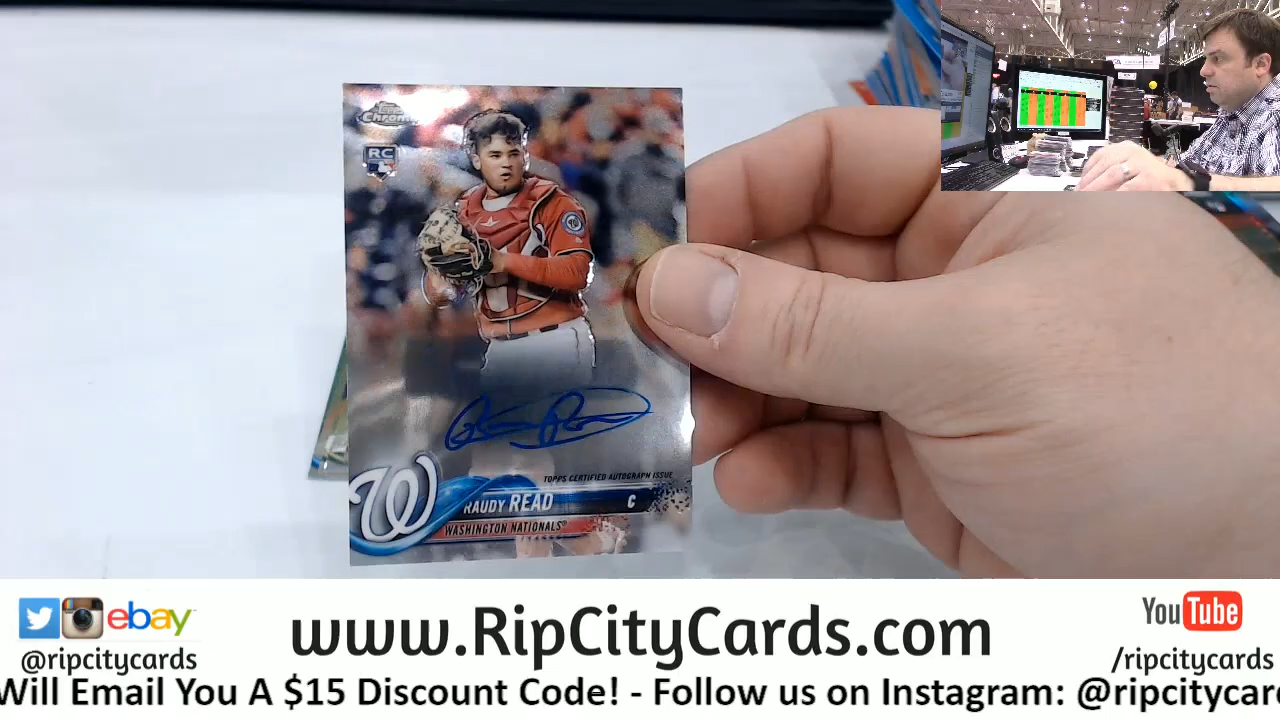 Topps
Chrome
RC
W
TOPPS CERTIFIED AUTOGRAPH ISSUE
RAUDY READ C
WASHINGTON NATIONALS®
ebay
@ripcitycards
www.RipCityCards.com
YouTube
/ripcitycards
Will Email You A $15 Discount Code! - Follow us on Instagram: @ripcitycar